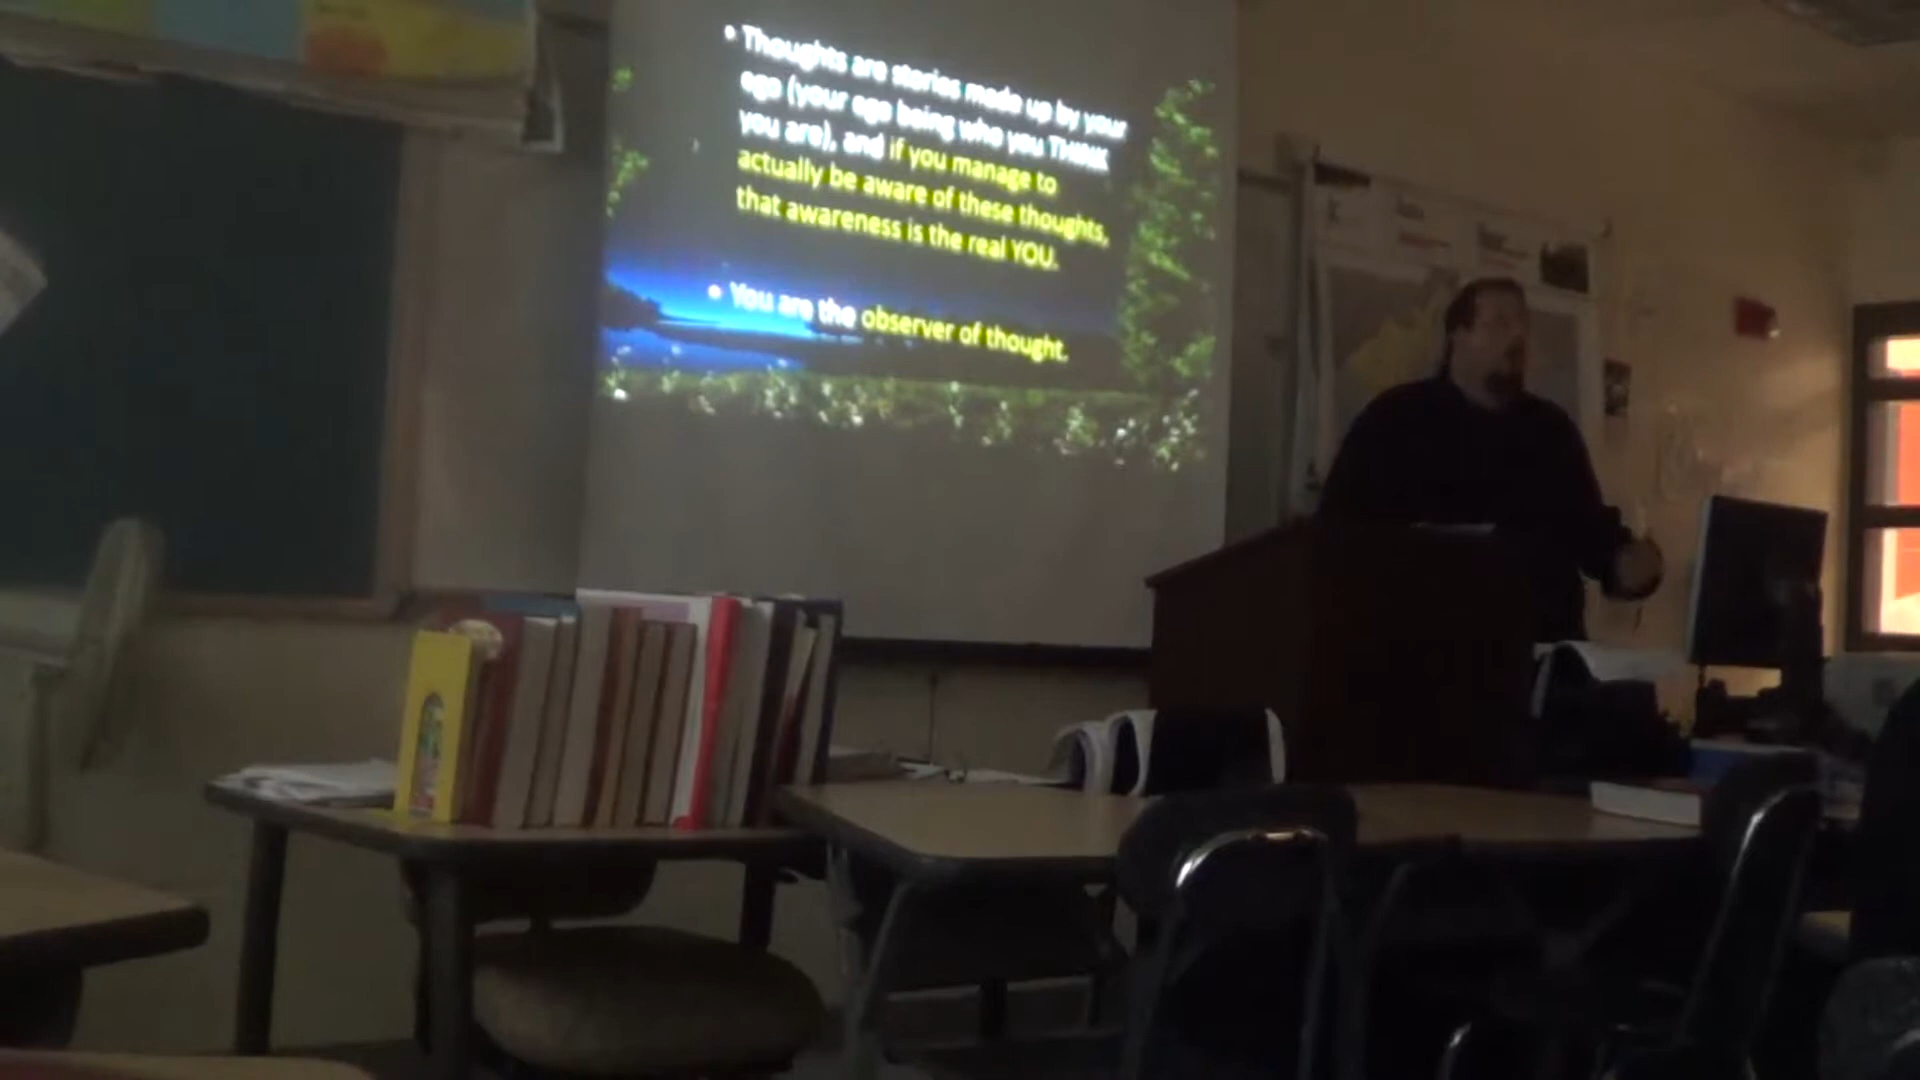 • Thoughts are stories made up by your
ego (your ego being who you THINK
you are), and if you manage to
actually be aware of these thoughts,
that awareness is the real YOU.
• You are the observer of thought.